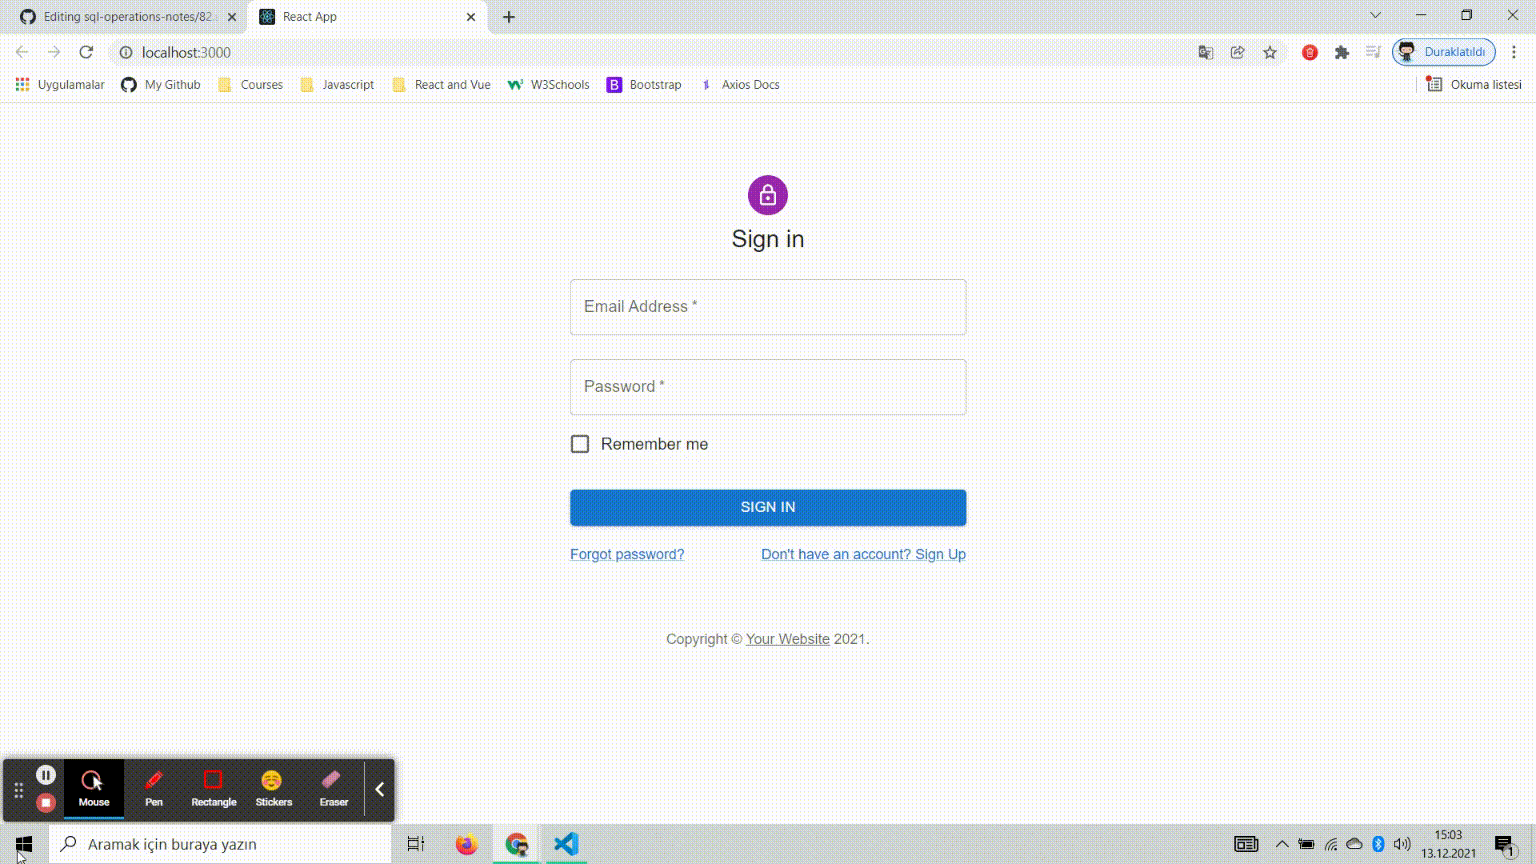 Editing sql-operations-notes/82.
React App
localhost:3000
Duraklatıldı
Uygulamalar
My Github
Courses
Javascript
React and Vue
W3Schools
Bootstrap
Axios Docs
Okuma listesi
Sign in
Email Address *
Password *
Remember me
SIGN IN
Forgot password?
Don't have an account? Sign Up
Copyright © Your Website 2021.
Mouse
Pen
Rectangle
Stickers
Eraser
Aramak için buraya yazın
15:03
13.12.2021
1